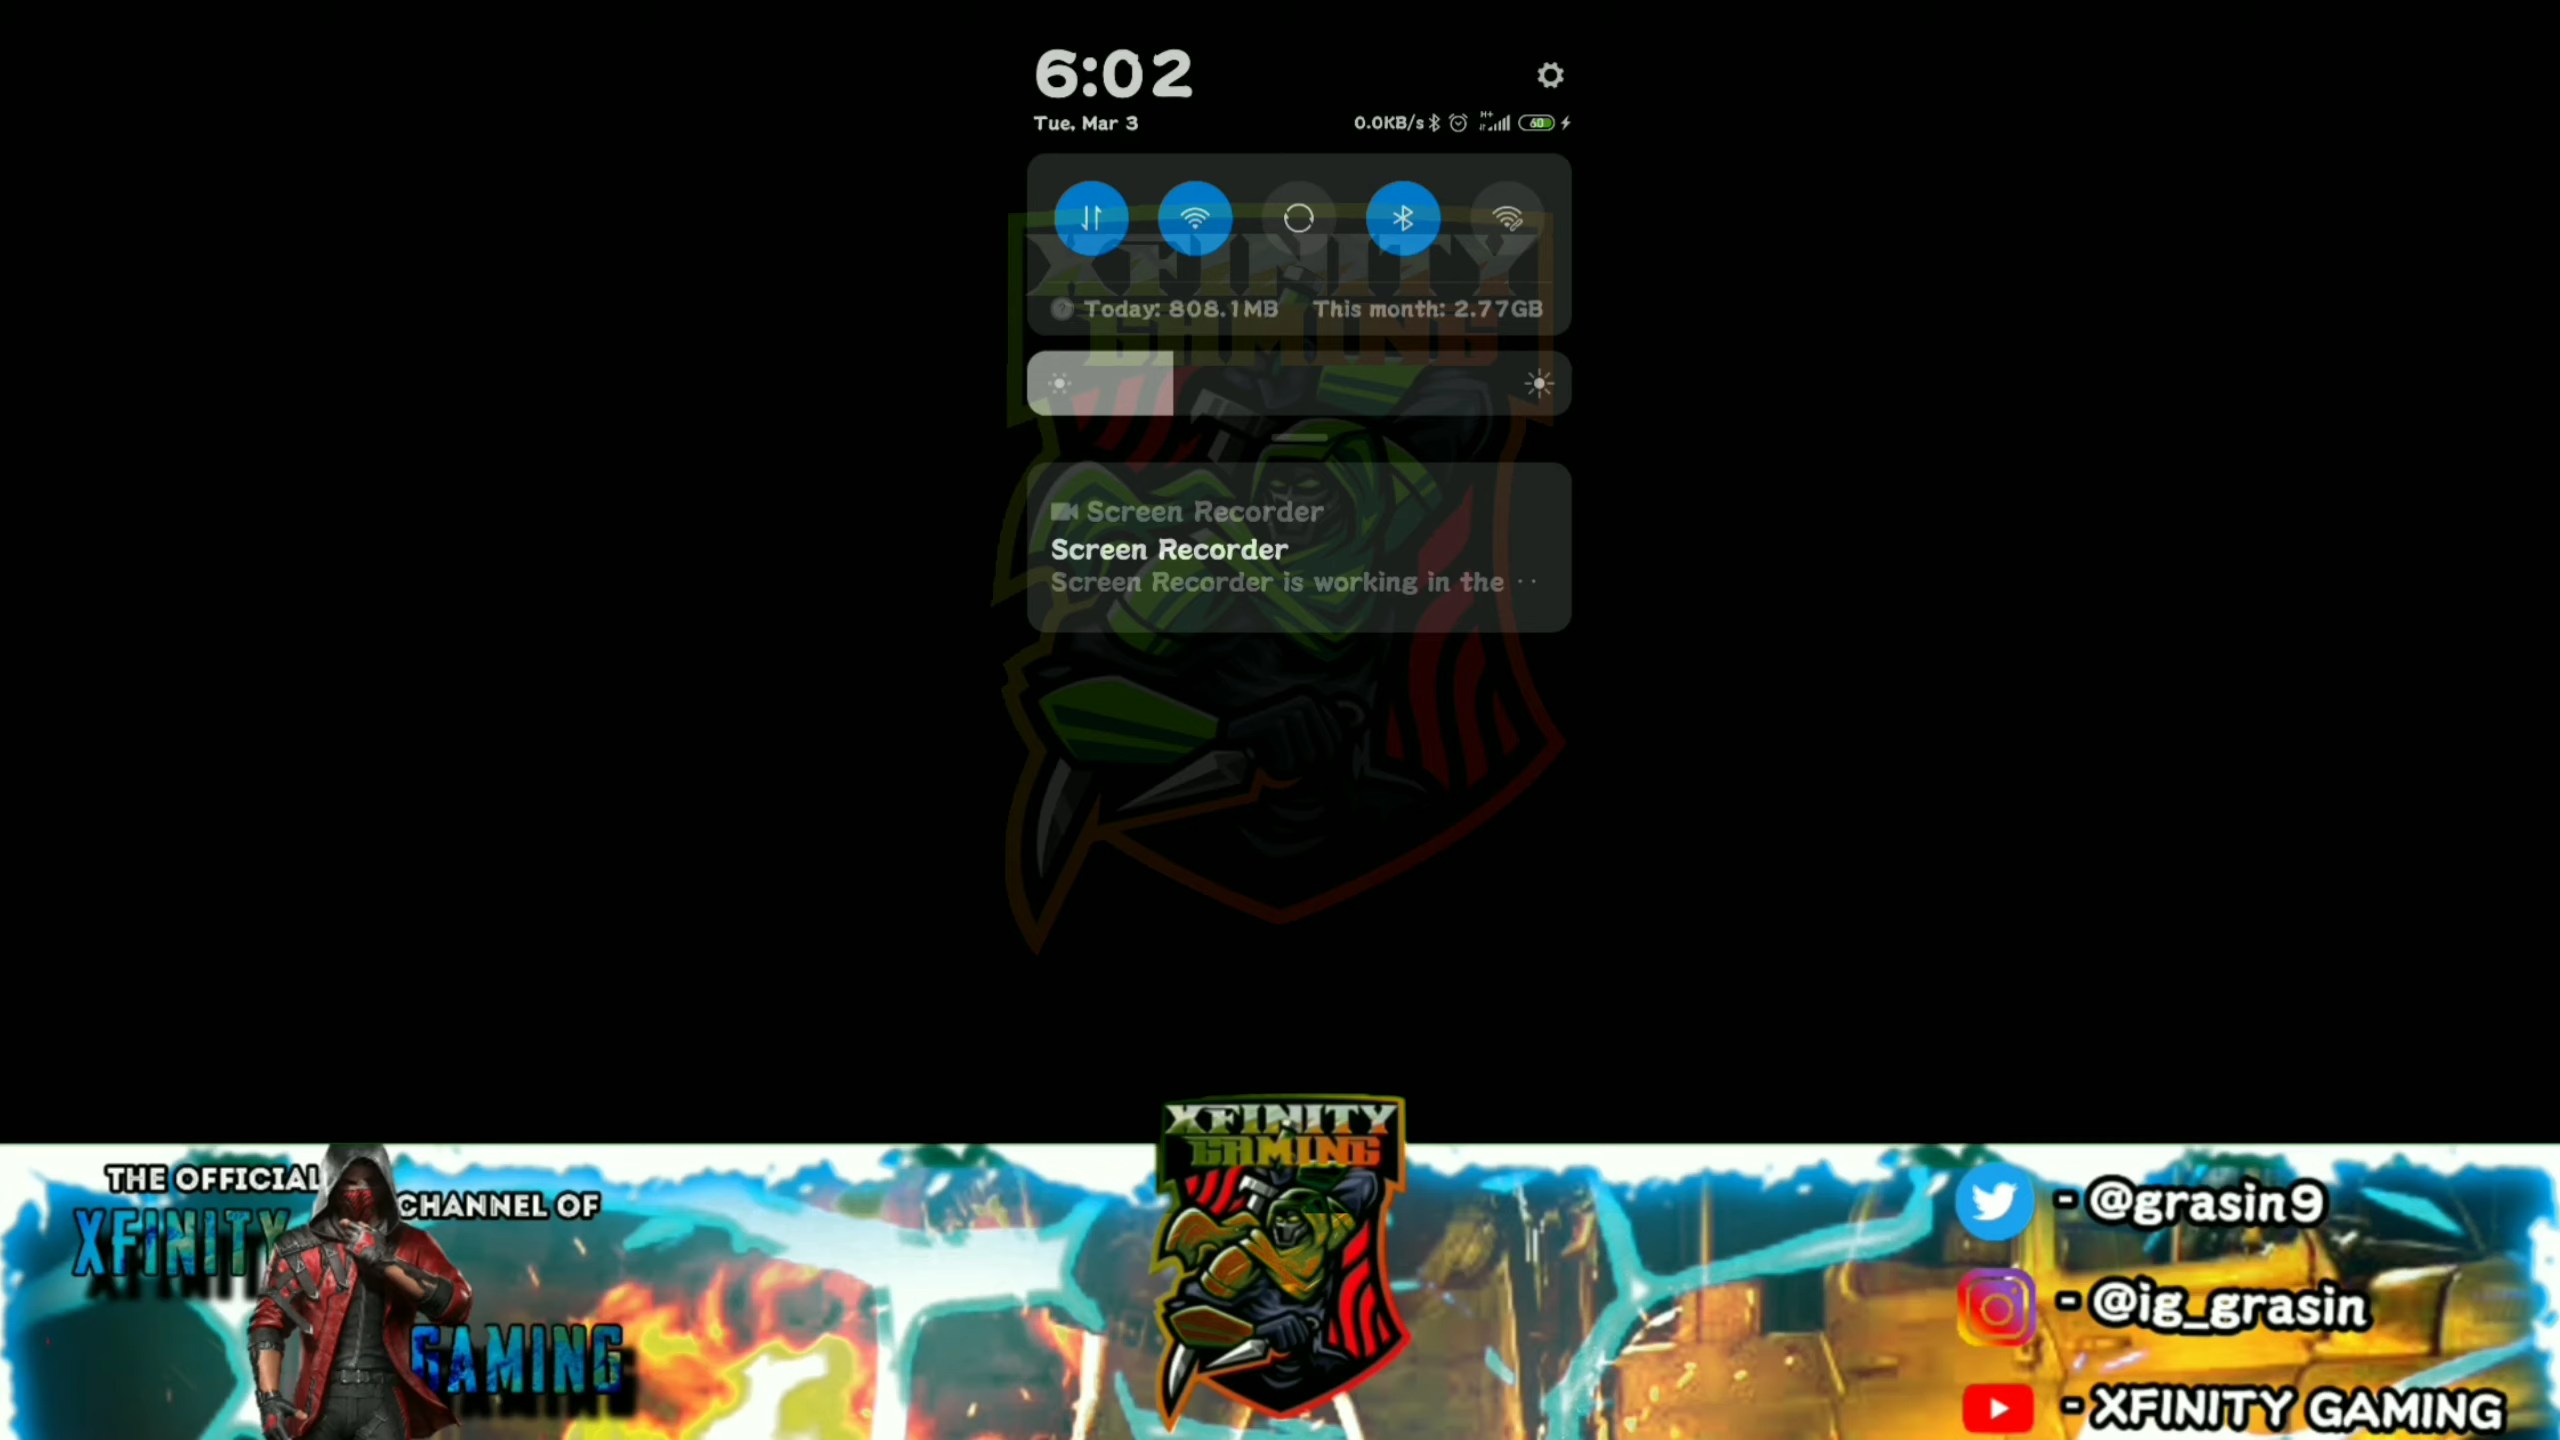 6:02
Tue, Mar 3
0.0KB/s
H+
60
XFINITY
GAMING
Today: 808.1MB This month: 2.77GB
Screen Recorder
Screen Recorder
Screen Recorder is working in the ··
XFINITY
GAMING
THE OFFICIAL CHANNEL OF
XFINITY
GAMING
- @grasin9
- @ig_grasin
- XFINITY GAMING